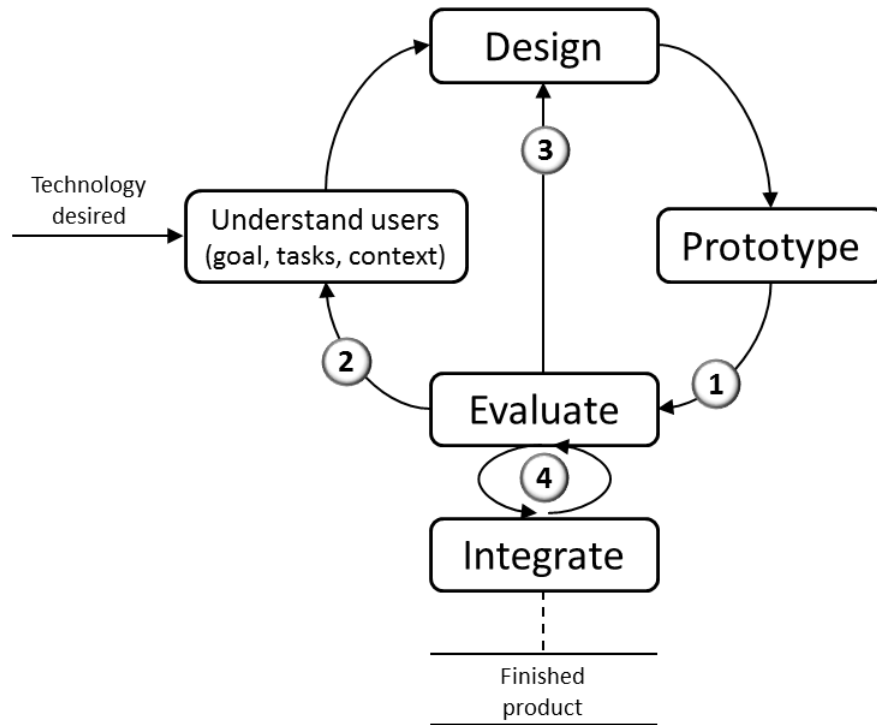 Design
3
Technology
desired
Understand users
(goal, tasks, context)
Prototype
2
1
Evaluate
4
Integrate
Finished
product